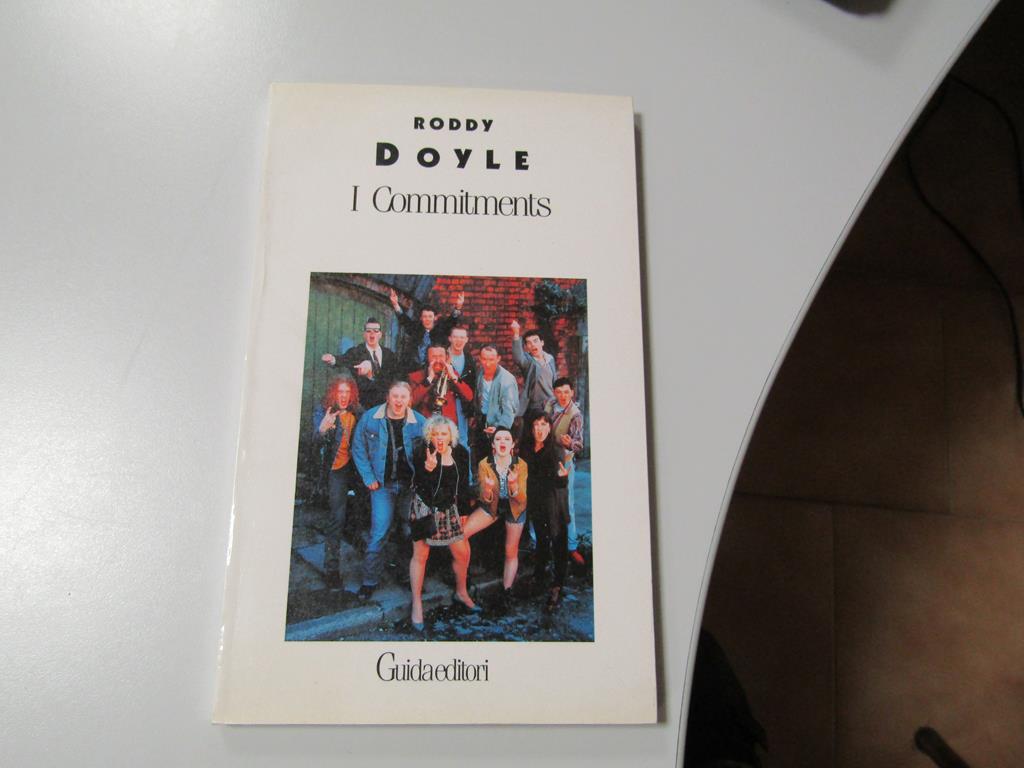 RODDY
DOYLE
I Commitments
Guida editori